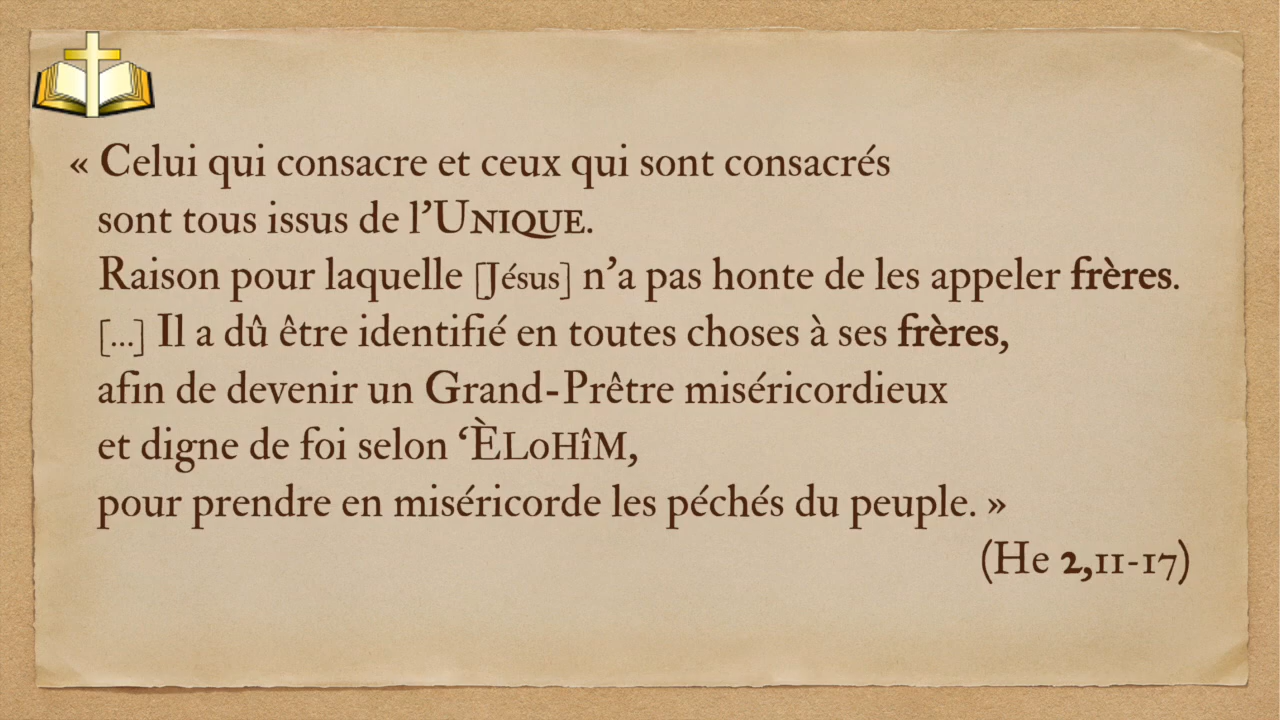 « Celui qui consacre et ceux qui sont consacrés
sont tous issus de l’Unique.
Raison pour laquelle [Jésus] n’a pas honte de les appeler frères.
[...] Il a dû être identifié en toutes choses à ses frères,
afin de devenir un Grand-Prêtre miséricordieux
et digne de foi selon ‘ÈLoHîM,
pour prendre en miséricorde les péchés du peuple. »
(He 2,11-17)